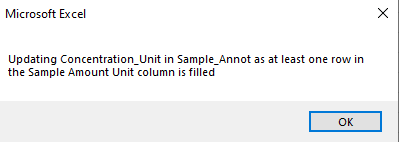 Microsoft Excel
Updating Concentration_Unit in Sample_Annot as at least one row in
the Sample Amount Unit column is filled
OK